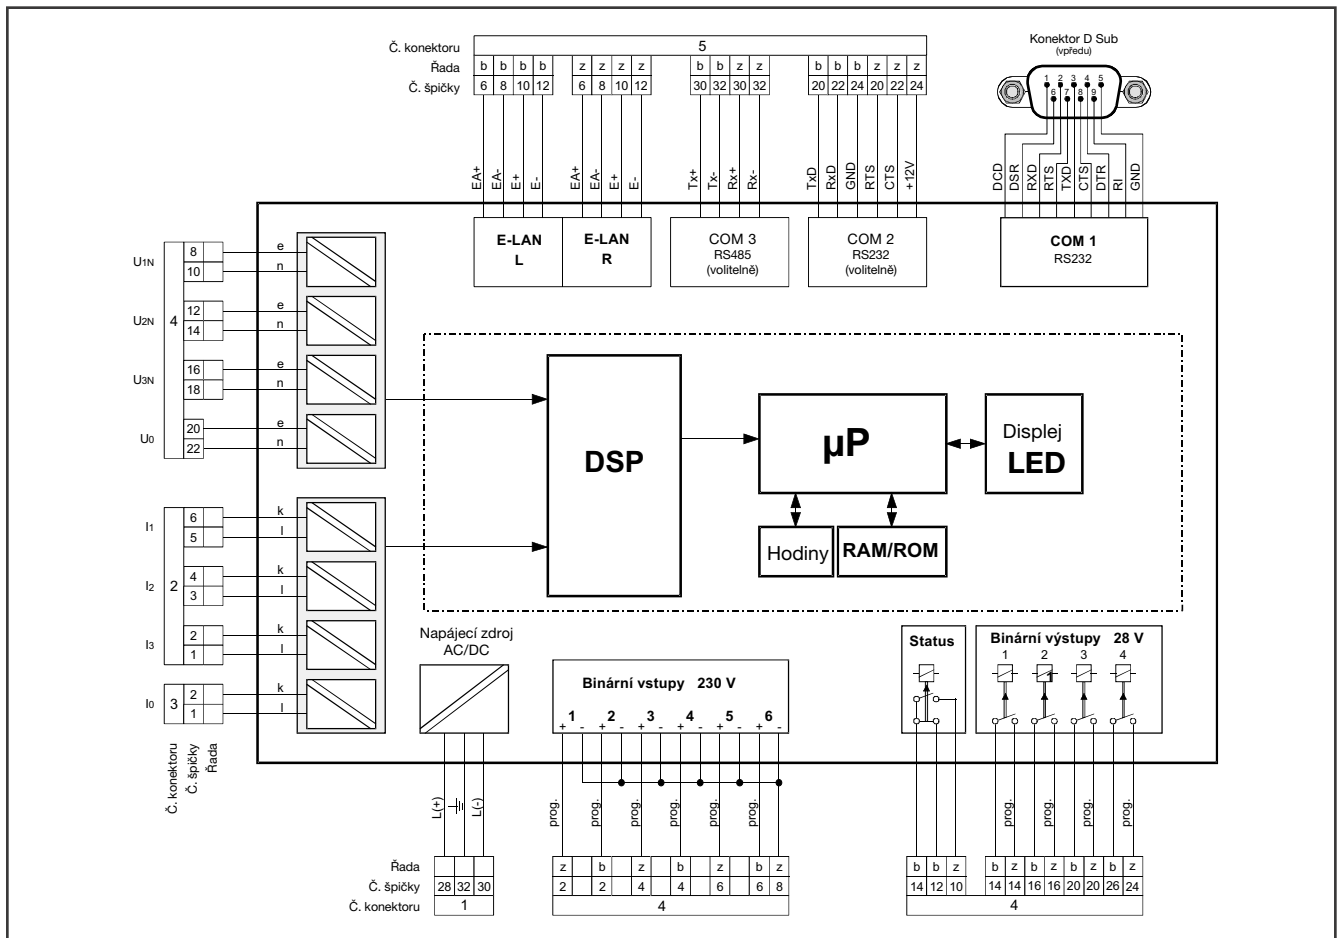 Č. konektoru 5
Řada b b b b z z z z b b z z b b b z z z
Č. špičky 6 8 10 12 6 8 10 12 30 32 30 32 20 22 24 20 22 24
Konektor D Sub
(vpředu)
1 2 3 4 5
6 7 8 9
EA+ EA- E+ E- EA+ EA- E+ E- Tx+ Tx- Rx+ Rx- TxD RxD GND RTS CTS +12V
DCD DSR RXD RTS TXD CTS DTR RI GND
E-LAN
L
E-LAN
R
COM 3
RS485
(volitelně)
COM 2
RS232
(volitelně)
COM 1
RS232
U1N 4 8 e
10 n
U2N 12 e
14 n
U3N 16 e
18 n
U0 20 e
22 n
I1 2 6 k
5 l
I2 4 k
3 l
I3 2 k
1 l
I0 3 2 k
1 l
Č. konektoru
Č. špičky
Řada
DSP
µP
Displej
LED
Hodiny
RAM/ROM
Napájecí zdroj
AC/DC
L(+) L(-)
Binární vstupy 230 V
1 2 3 4 5 6
+ - + - + - + - + - + -
prog. prog. prog. prog. prog. prog.
Status
Binární výstupy 28 V
1 2 3 4
1
prog. prog. prog. prog.
Řada z b z b z b z b b z b z b z b z b z
Č. špičky 28 32 30 2 2 4 4 6 6 8 14 12 10 14 14 16 16 20 20 26 24
Č. konektoru 1 4 4